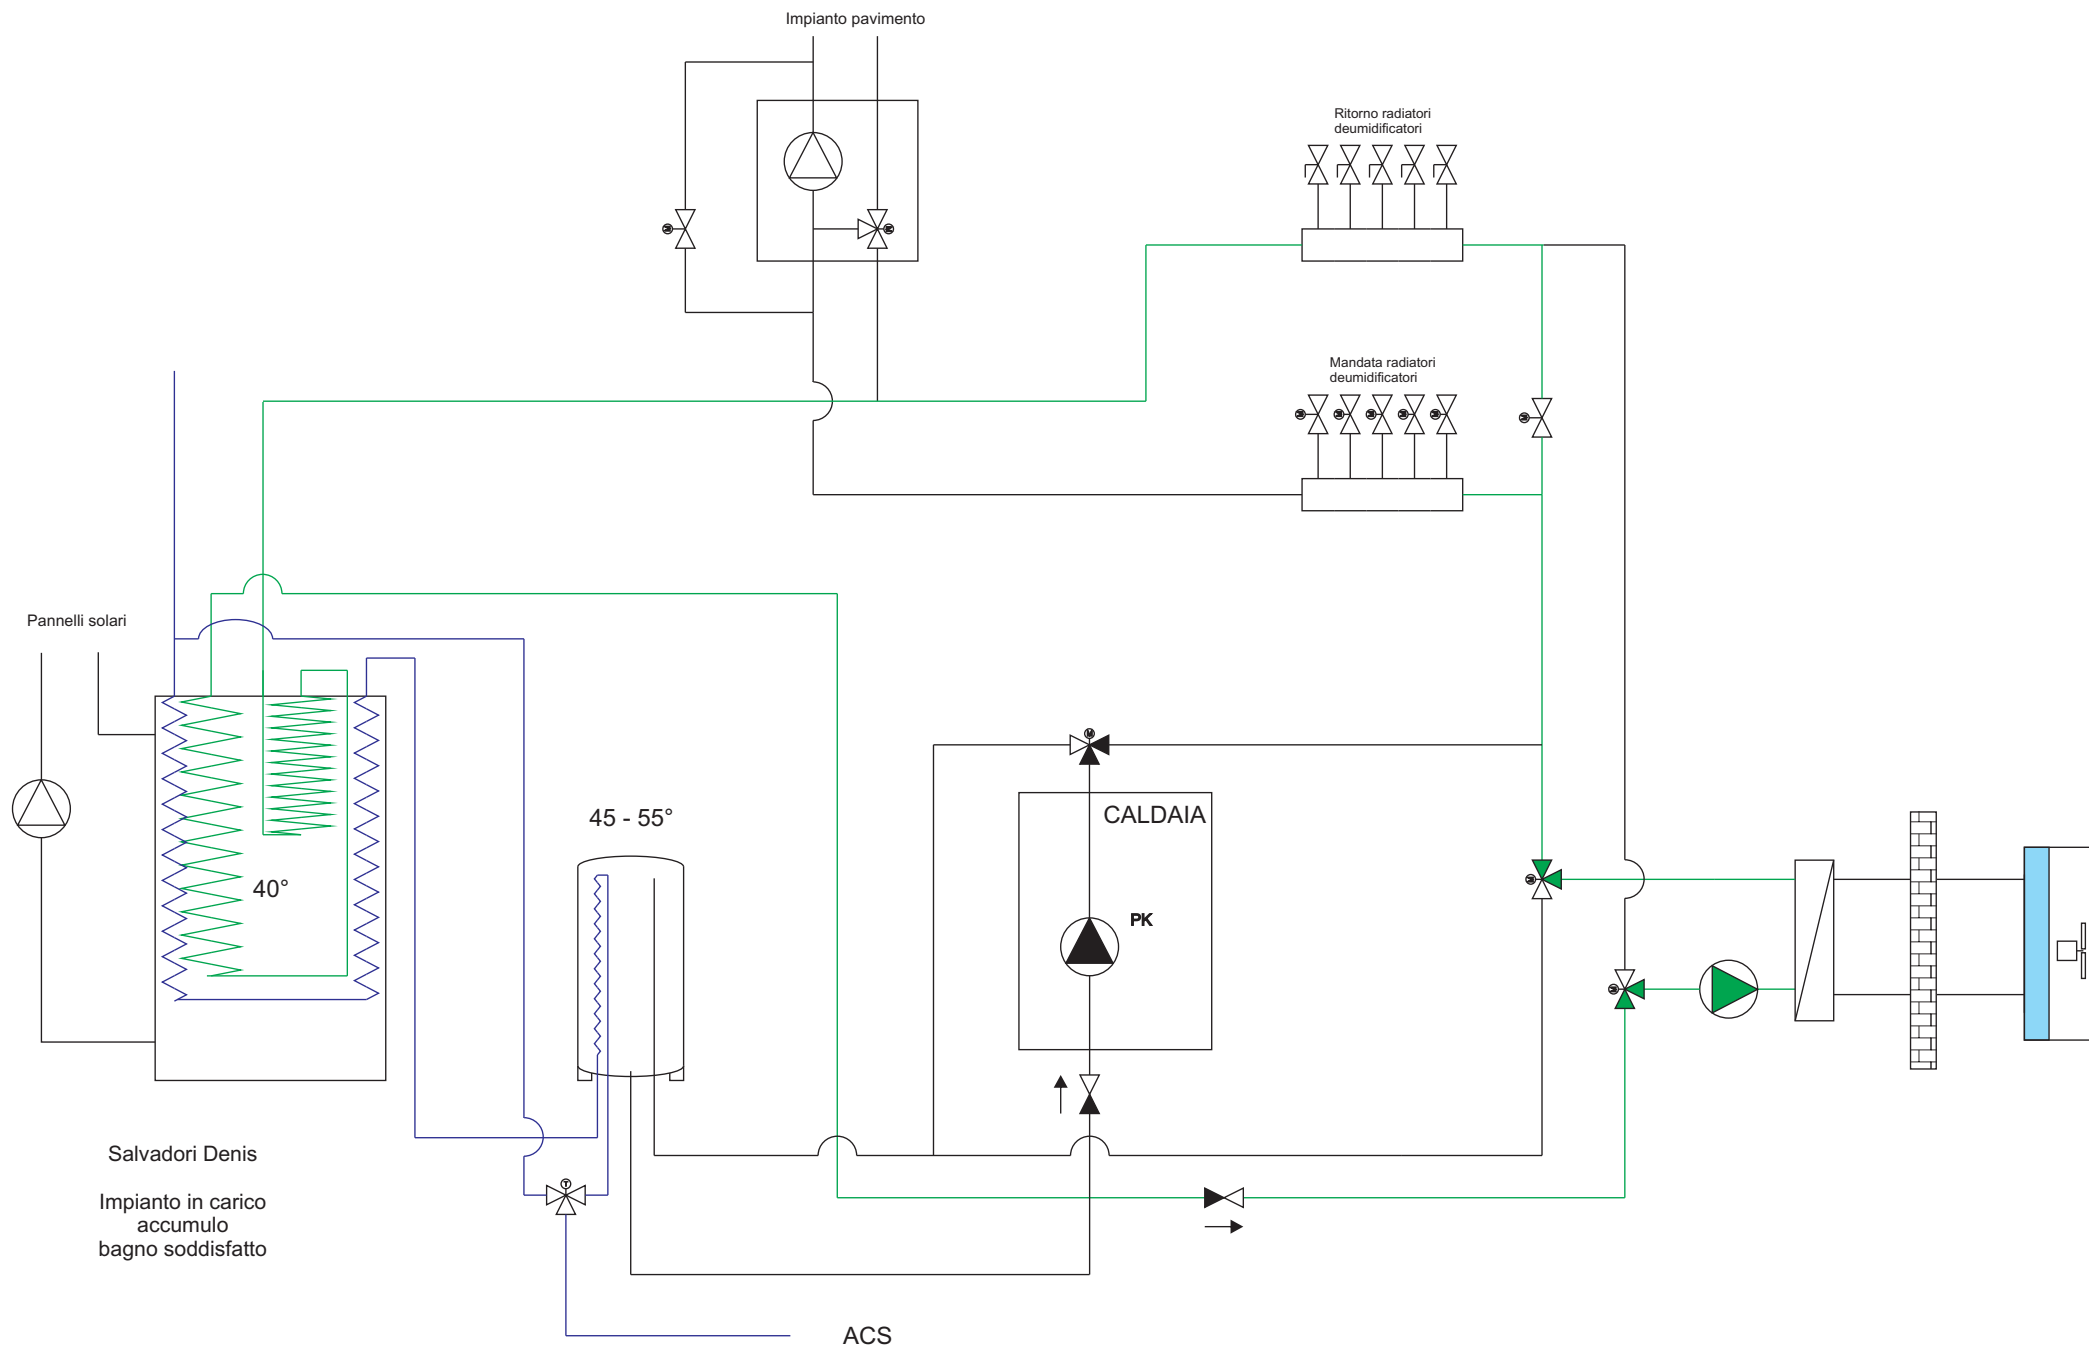 Impianto pavimento
Ritorno radiatori
deumidificatori
Mandata radiatori
deumidificatori
Pannelli solari
45 - 55°
CALDAIA
40°
PK
Salvadori Denis
Impianto in carico
accumulo
bagno soddisfatto
ACS